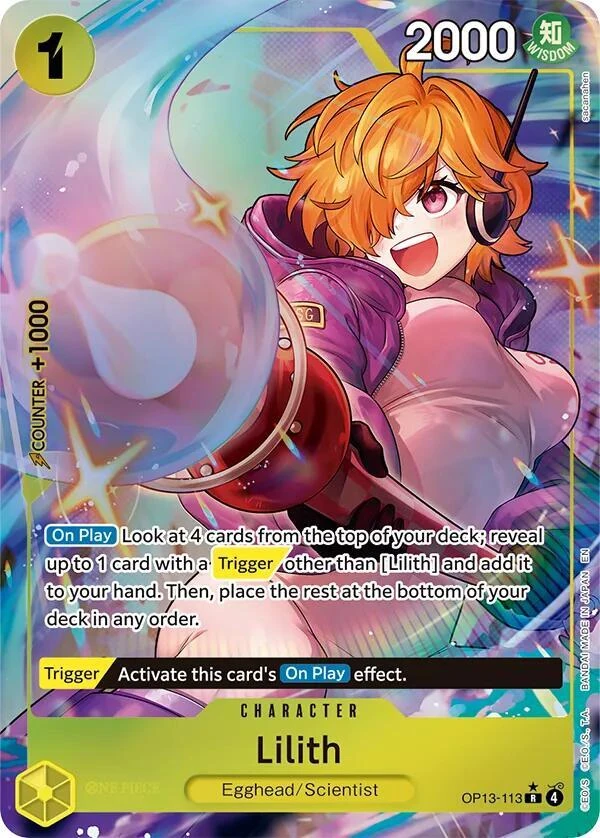 1
2000
知
WISDOM
sacanahen
SG
COUNTER +1000
On Play Look at 4 cards from the top of your deck; reveal
up to 1 card with a Trigger other than [Lilith] and add it
to your hand. Then, place the rest at the bottom of your
deck in any order.
Trigger Activate this card's On Play effect.
CHARACTER
Lilith
ONE PIECE
Egghead/Scientist
OP13-113 R 4
©E.O/S ©E.O./S., T.A. BANDAI MADE IN JAPAN EN